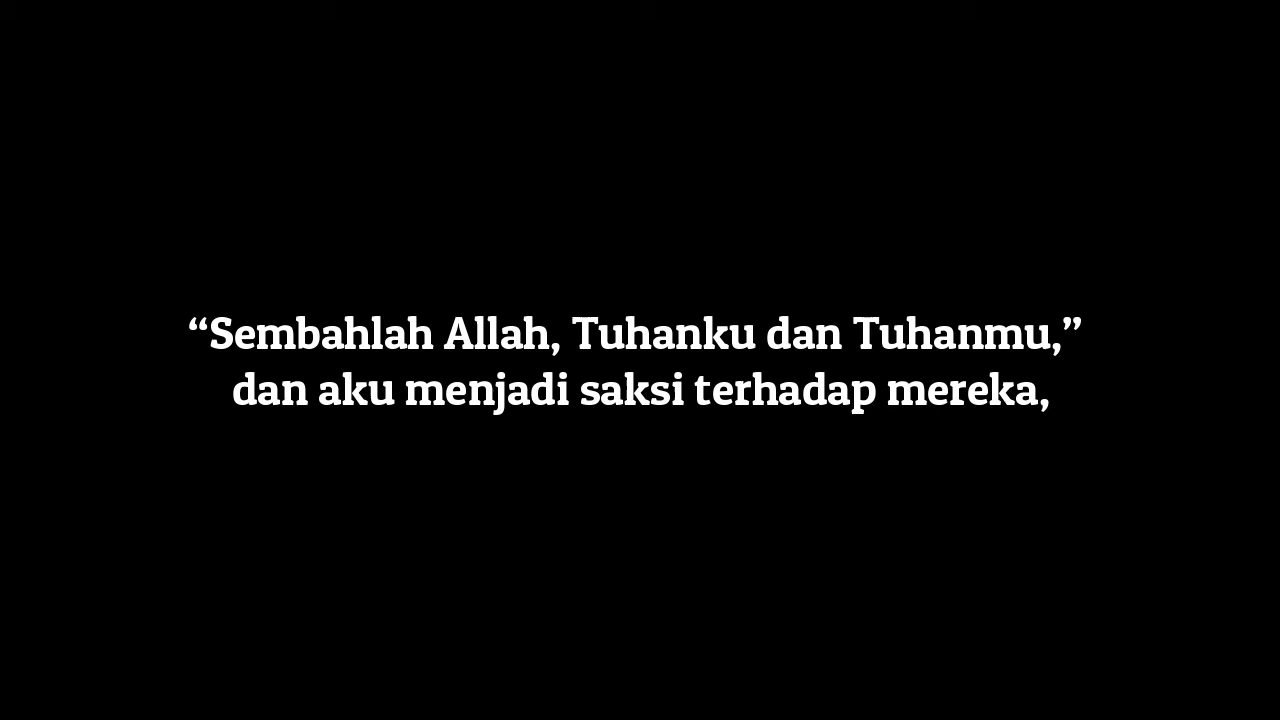 “Sembahlah Allah, Tuhanku dan Tuhanmu,”
dan aku menjadi saksi terhadap mereka,